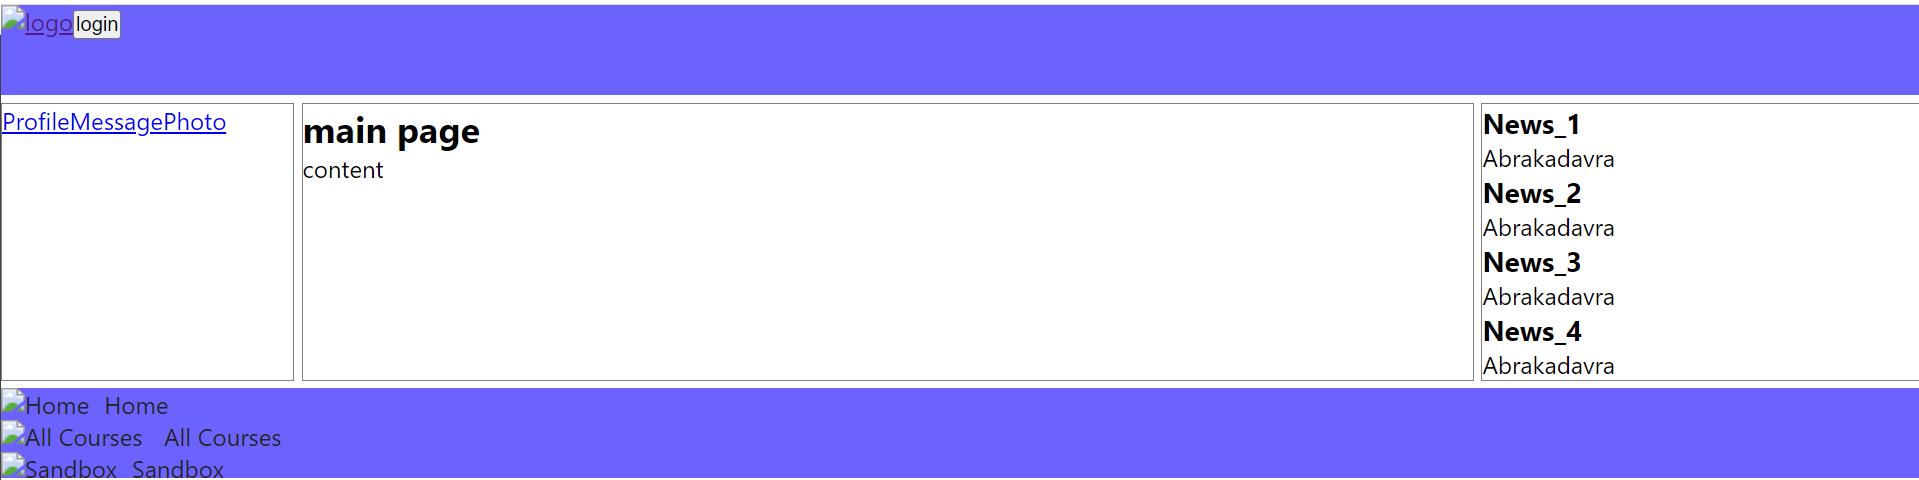 logo login
ProfileMessagePhoto
main page
content
News_1
Abrakadavra
News_2
Abrakadavra
News_3
Abrakadavra
News_4
Abrakadavra
Home Home
All Courses All Courses
Sandbox Sandbox